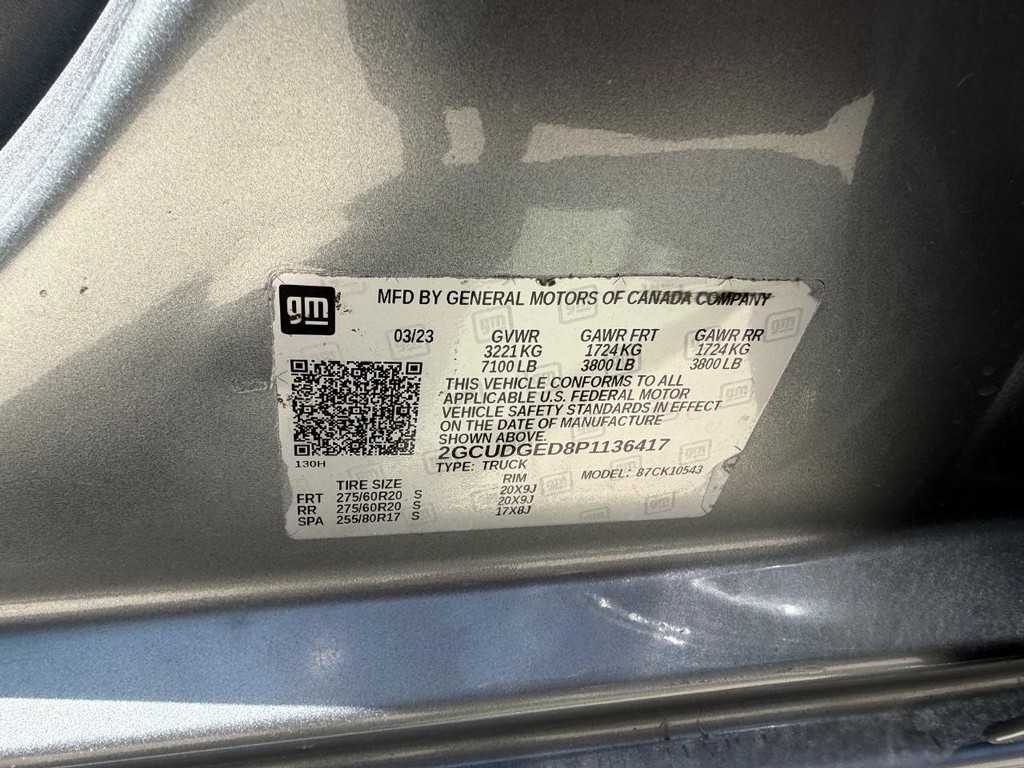 gm
MFD BY GENERAL MOTORS OF CANADA COMPANY
03/23 GVWR GAWR FRT GAWR RR
3221 KG 1724 KG 1724 KG
7100 LB 3800 LB 3800 LB
THIS VEHICLE CONFORMS TO ALL
APPLICABLE U.S. FEDERAL MOTOR
VEHICLE SAFETY STANDARDS IN EFFECT
ON THE DATE OF MANUFACTURE
SHOWN ABOVE.
2GCUDGED8P1136417
130H TYPE: TRUCK MODEL: 87CK10543
TIRE SIZE RIM
FRT 275/60R20 S 20X9J
RR 275/60R20 S 20X9J
SPA 255/80R17 S 17X8J